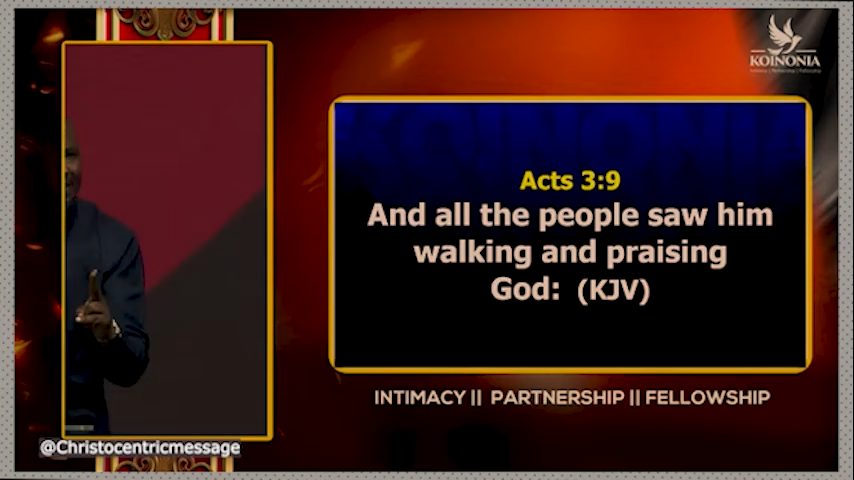 KOINONIA
Acts 3:9
And all the people saw him
walking and praising
God: (KJV)
INTIMACY || PARTNERSHIP || FELLOWSHIP
@Christocentricmessage